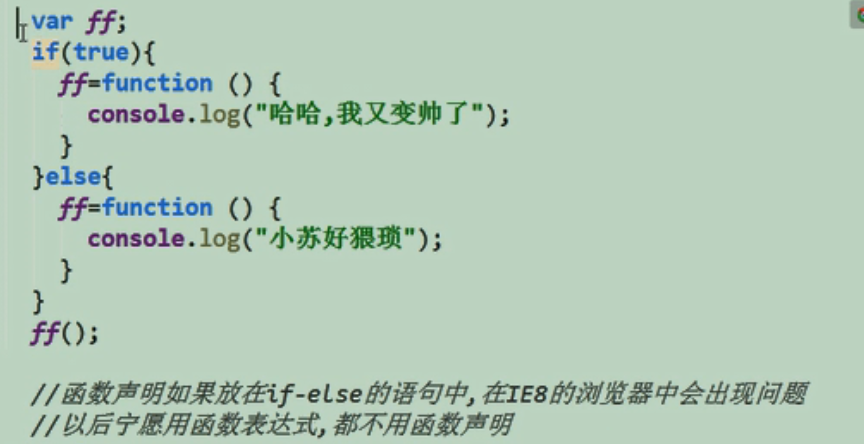 var ff;
if(true){
ff=function () {
console.log("哈哈,我又变帅了");
}
}else{
ff=function () {
console.log("小苏好猥琐");
}
}
ff();
//函数声明如果放在if-else的语句中,在IE8的浏览器中会出现问题
//以后宁愿用函数表达式,都不用函数声明